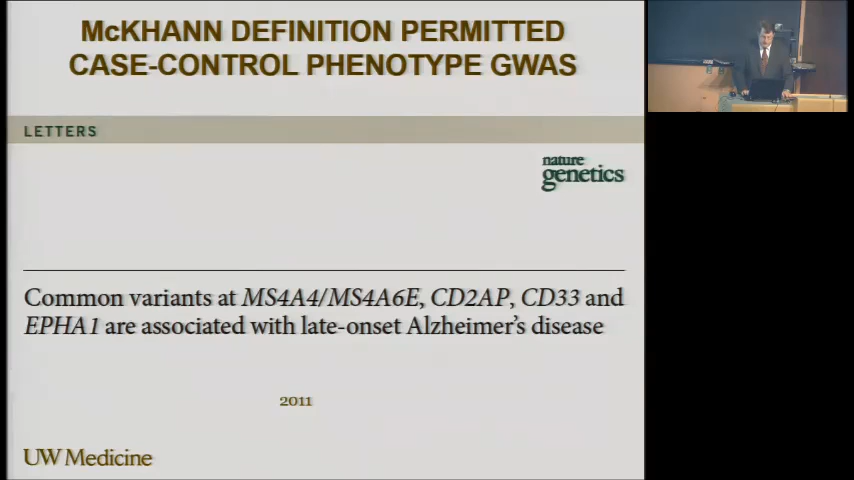 McKHANN DEFINITION PERMITTED
CASE-CONTROL PHENOTYPE GWAS
LETTERS
nature
genetics
Common variants at MS4A4/MS4A6E, CD2AP, CD33 and
EPHA1 are associated with late-onset Alzheimer's disease
2011
UW Medicine